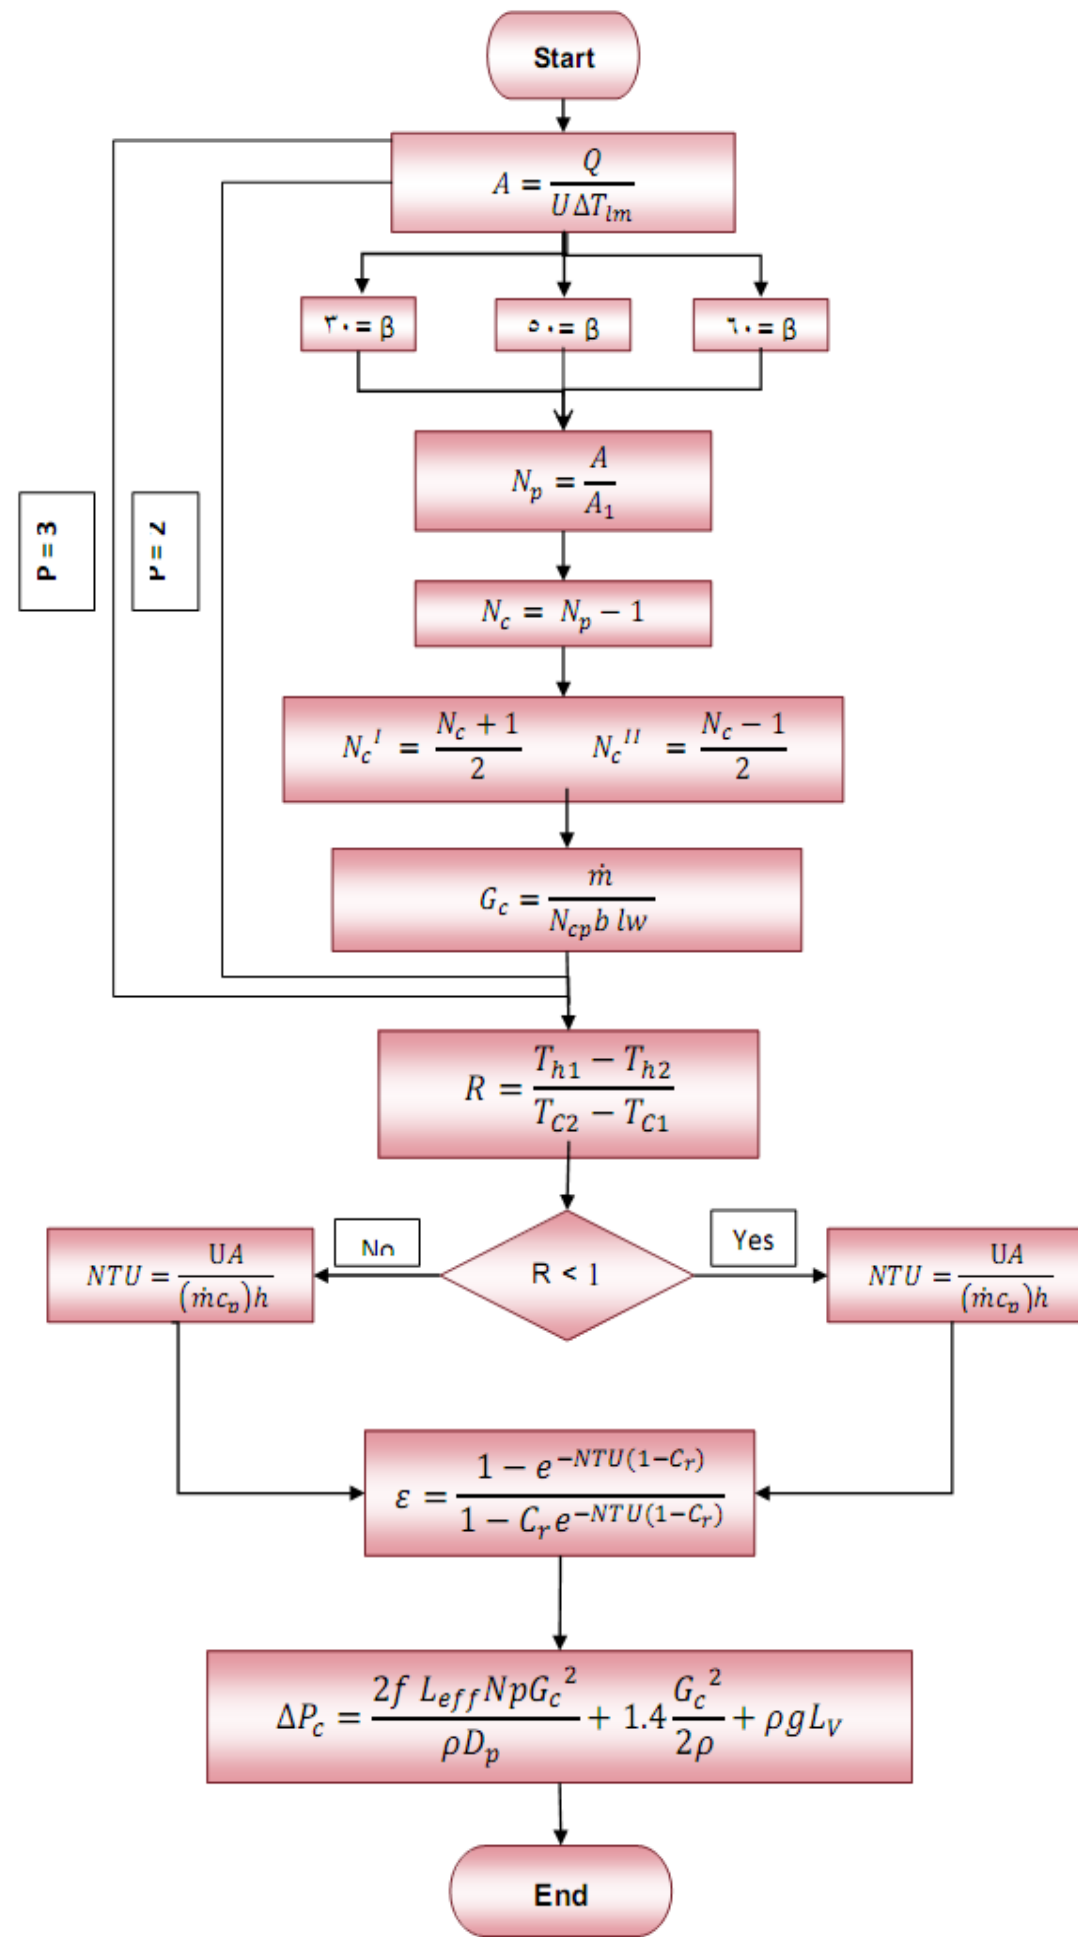 Start
A = Q / (U ΔT_lm)
٣٠ = β
٥٠ = β
٦٠ = β
N_p = A / A_1
P = 3
P = 2
N_c = N_p − 1
N_c^I = (N_c + 1) / 2 N_c^II = (N_c − 1) / 2
G_c = ṁ / (N_cp b lw)
R = (T_h1 − T_h2) / (T_C2 − T_C1)
No
Yes
NTU = UA / (ṁc_p)h
R < 1
NTU = UA / (ṁc_p)h
ε = (1 − e^−NTU(1−C_r)) / (1 − C_r e^−NTU(1−C_r))
ΔP_c = (2f L_eff Np G_c^2) / (ρD_p) + 1.4 G_c^2 / (2ρ) + ρgL_V
End